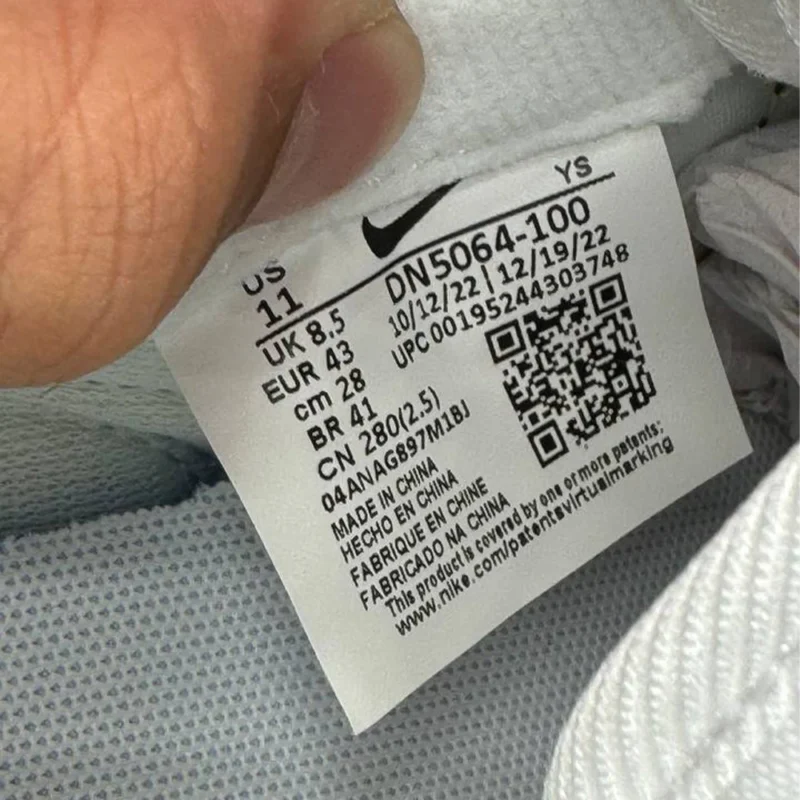 YS
US
11
UK 8.5
EUR 43
cm 28
BR 41
CN 280(2.5)
04ANAG897M18J
DN5064-100
10/12/22 | 12/19/22
UPC00195244303748
MADE IN CHINA
HECHO EN CHINA
FABRIQUE EN CHINE
FABRICADO NA CHINA
This product is covered by one or more patents:
www.nike.com/patentsvirtualmarking